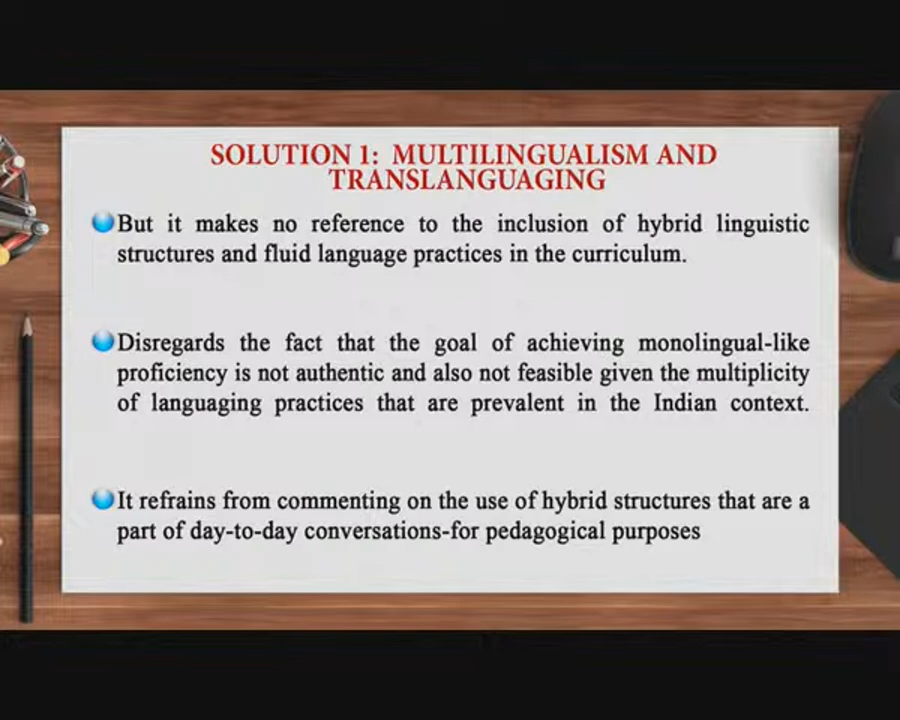 SOLUTION 1: MULTILINGUALISM AND
TRANSLANGUAGING
But it makes no reference to the inclusion of hybrid linguistic
structures and fluid language practices in the curriculum.
Disregards the fact that the goal of achieving monolingual-like
proficiency is not authentic and also not feasible given the multiplicity
of languaging practices that are prevalent in the Indian context.
It refrains from commenting on the use of hybrid structures that are a
part of day-to-day conversations-for pedagogical purposes